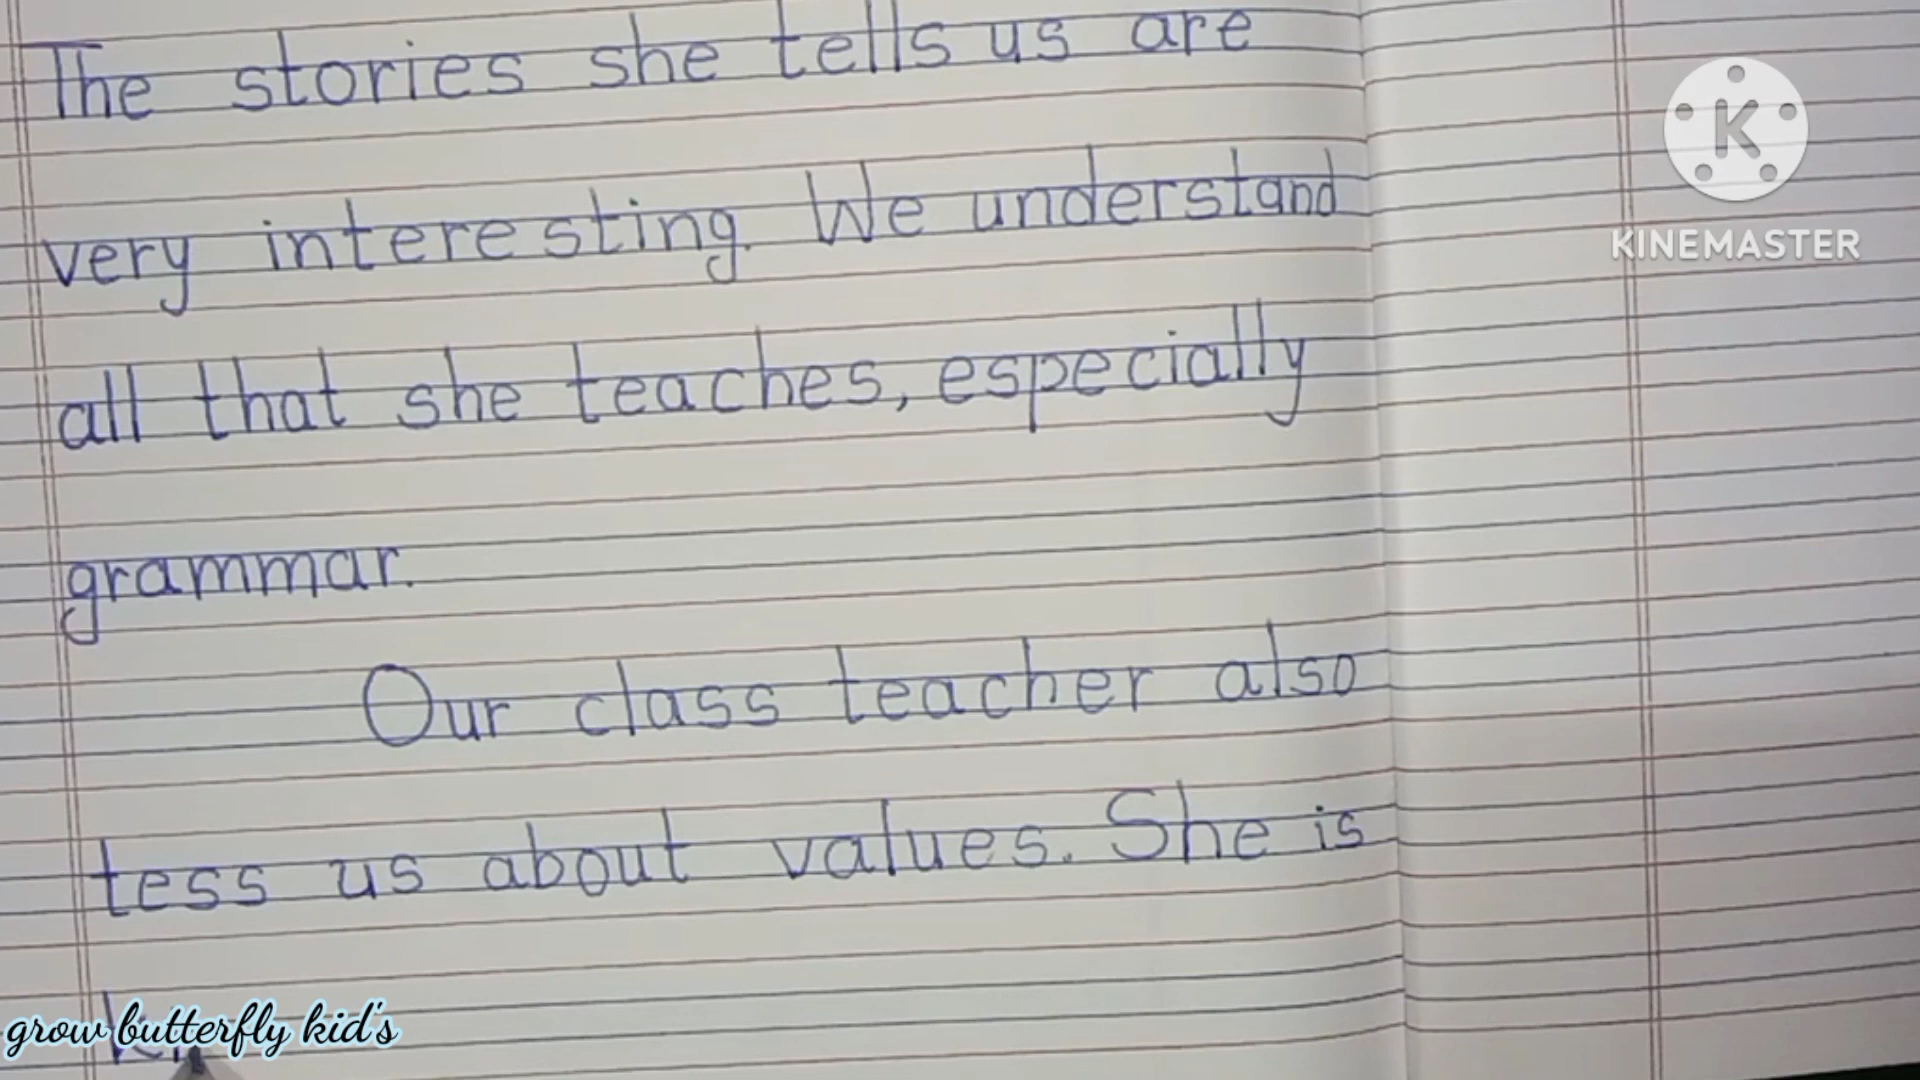 The stories she tells us are
very interesting. We understand
all that she teaches, especially
grammar.
Our class teacher also
tess us about values. She is
grow butterfly kid's
KINEMASTER